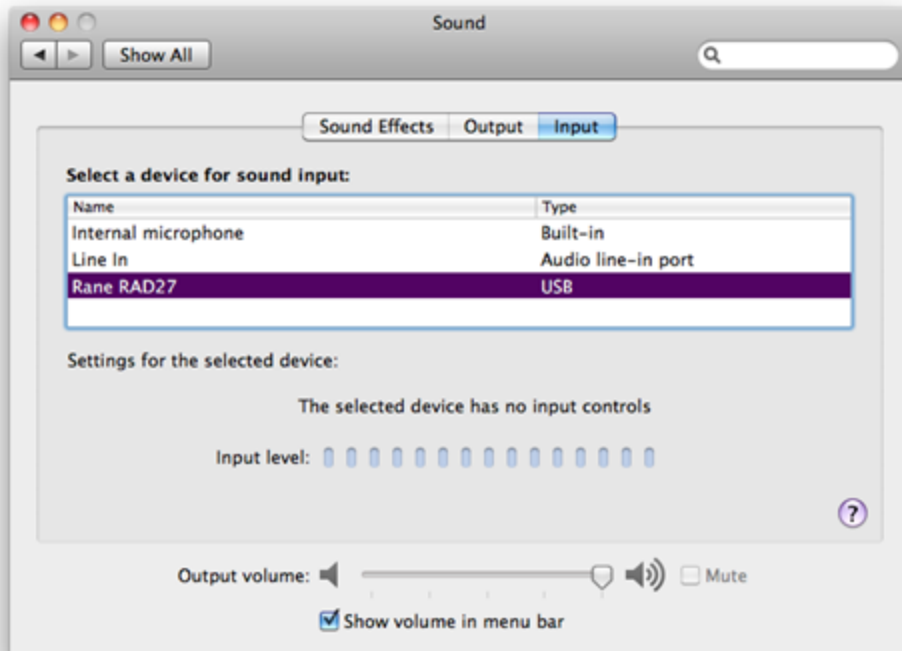 Sound
Show All
Sound Effects Output Input
Select a device for sound input:
Name Type
Internal microphone Built-in
Line In Audio line-in port
Rane RAD27 USB
Settings for the selected device:
The selected device has no input controls
Input level:
?
Output volume: Mute
Show volume in menu bar